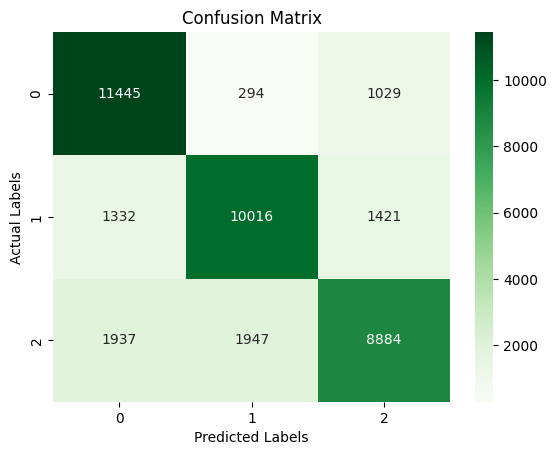 Confusion Matrix
0 11445 294 1029
1 1332 10016 1421
2 1937 1947 8884
0 1 2
Actual Labels
Predicted Labels
10000
8000
6000
4000
2000